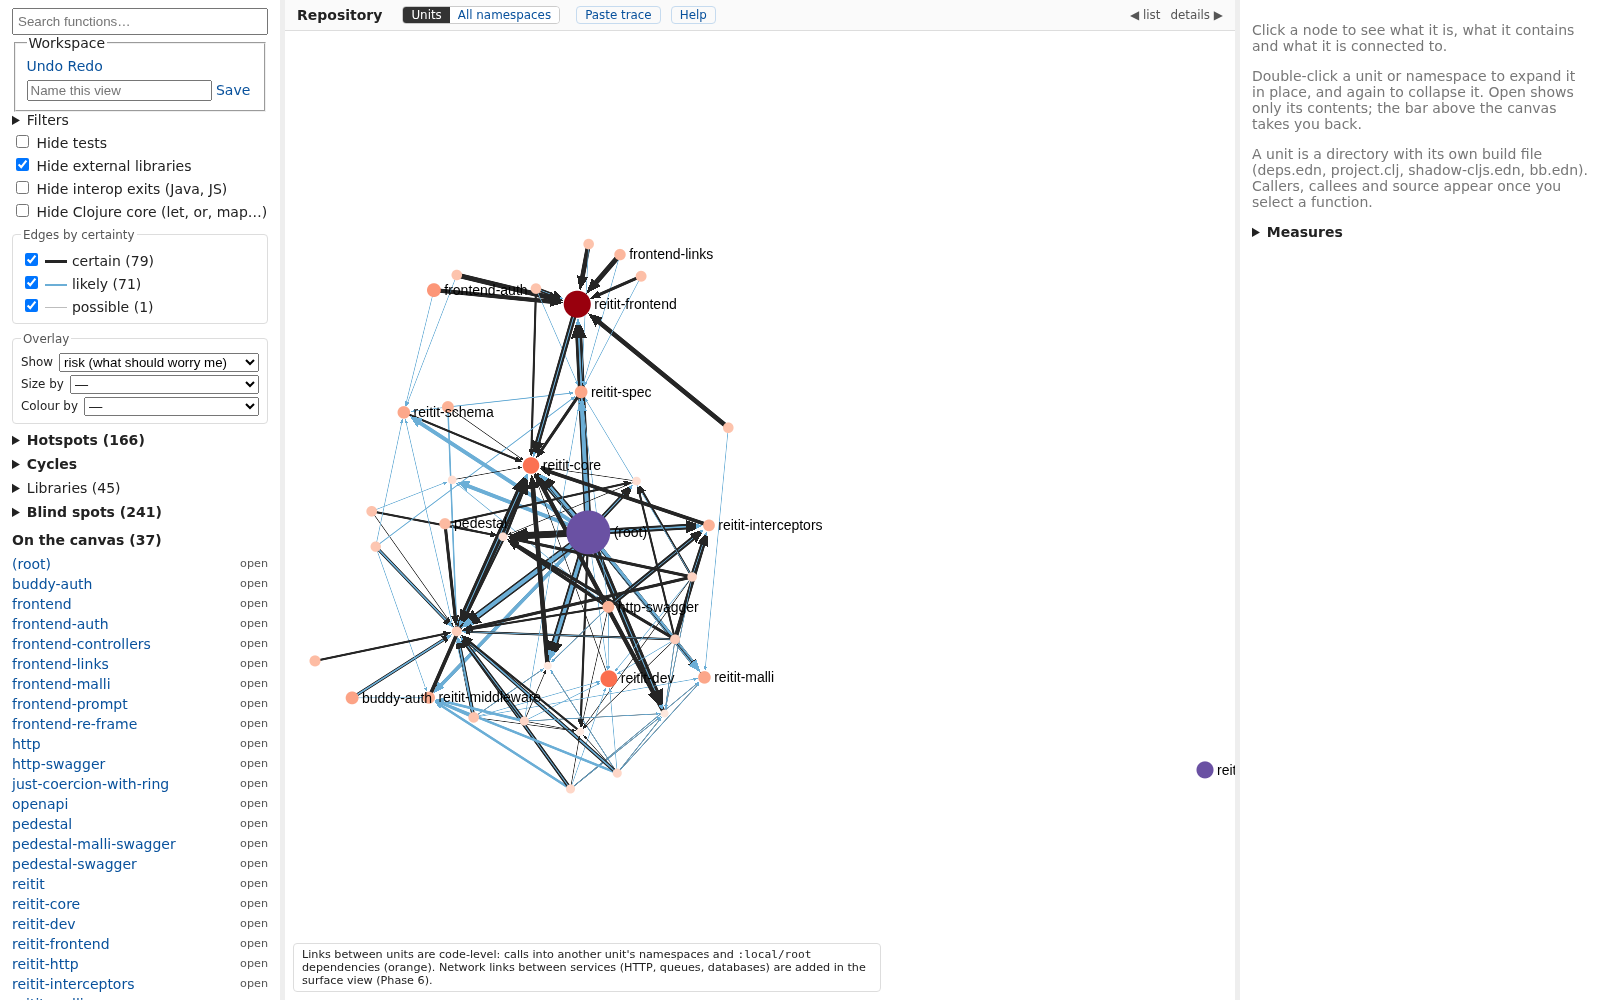 Search functions…
Workspace
Undo Redo
Name this view Save
Filters
Hide tests
Hide external libraries
Hide interop exits (Java, JS)
Hide Clojure core (let, or, map…)
Edges by certainty
certain (79)
likely (71)
possible (1)
Overlay
Show risk (what should worry me)
Size by —
Colour by —
Hotspots (166)
Cycles
Libraries (45)
Blind spots (241)
On the canvas (37)
(root) open
buddy-auth open
frontend open
frontend-auth open
frontend-controllers open
frontend-links open
frontend-malli open
frontend-prompt open
frontend-re-frame open
http open
http-swagger open
just-coercion-with-ring open
openapi open
pedestal open
pedestal-malli-swagger open
pedestal-swagger open
reitit open
reitit-core open
reitit-dev open
reitit-frontend open
reitit-http open
reitit-interceptors open
Repository Units All namespaces Paste trace Help ◀ list details ▶
frontend-links
frontend-auth
reitit-frontend
reitit-spec
reitit-schema
reitit-core
pedestal
(root)
reitit-interceptors
http-swagger
reitit-dev
reitit-malli
buddy-auth
reitit-middleware
reit
Links between units are code-level: calls into another unit's namespaces and :local/root
dependencies (orange). Network links between services (HTTP, queues, databases) are added in the
surface view (Phase 6).
Click a node to see what it is, what it contains
and what it is connected to.
Double-click a unit or namespace to expand it
in place, and again to collapse it. Open shows
only its contents; the bar above the canvas
takes you back.
A unit is a directory with its own build file
(deps.edn, project.clj, shadow-cljs.edn, bb.edn).
Callers, callees and source appear once you
select a function.
Measures